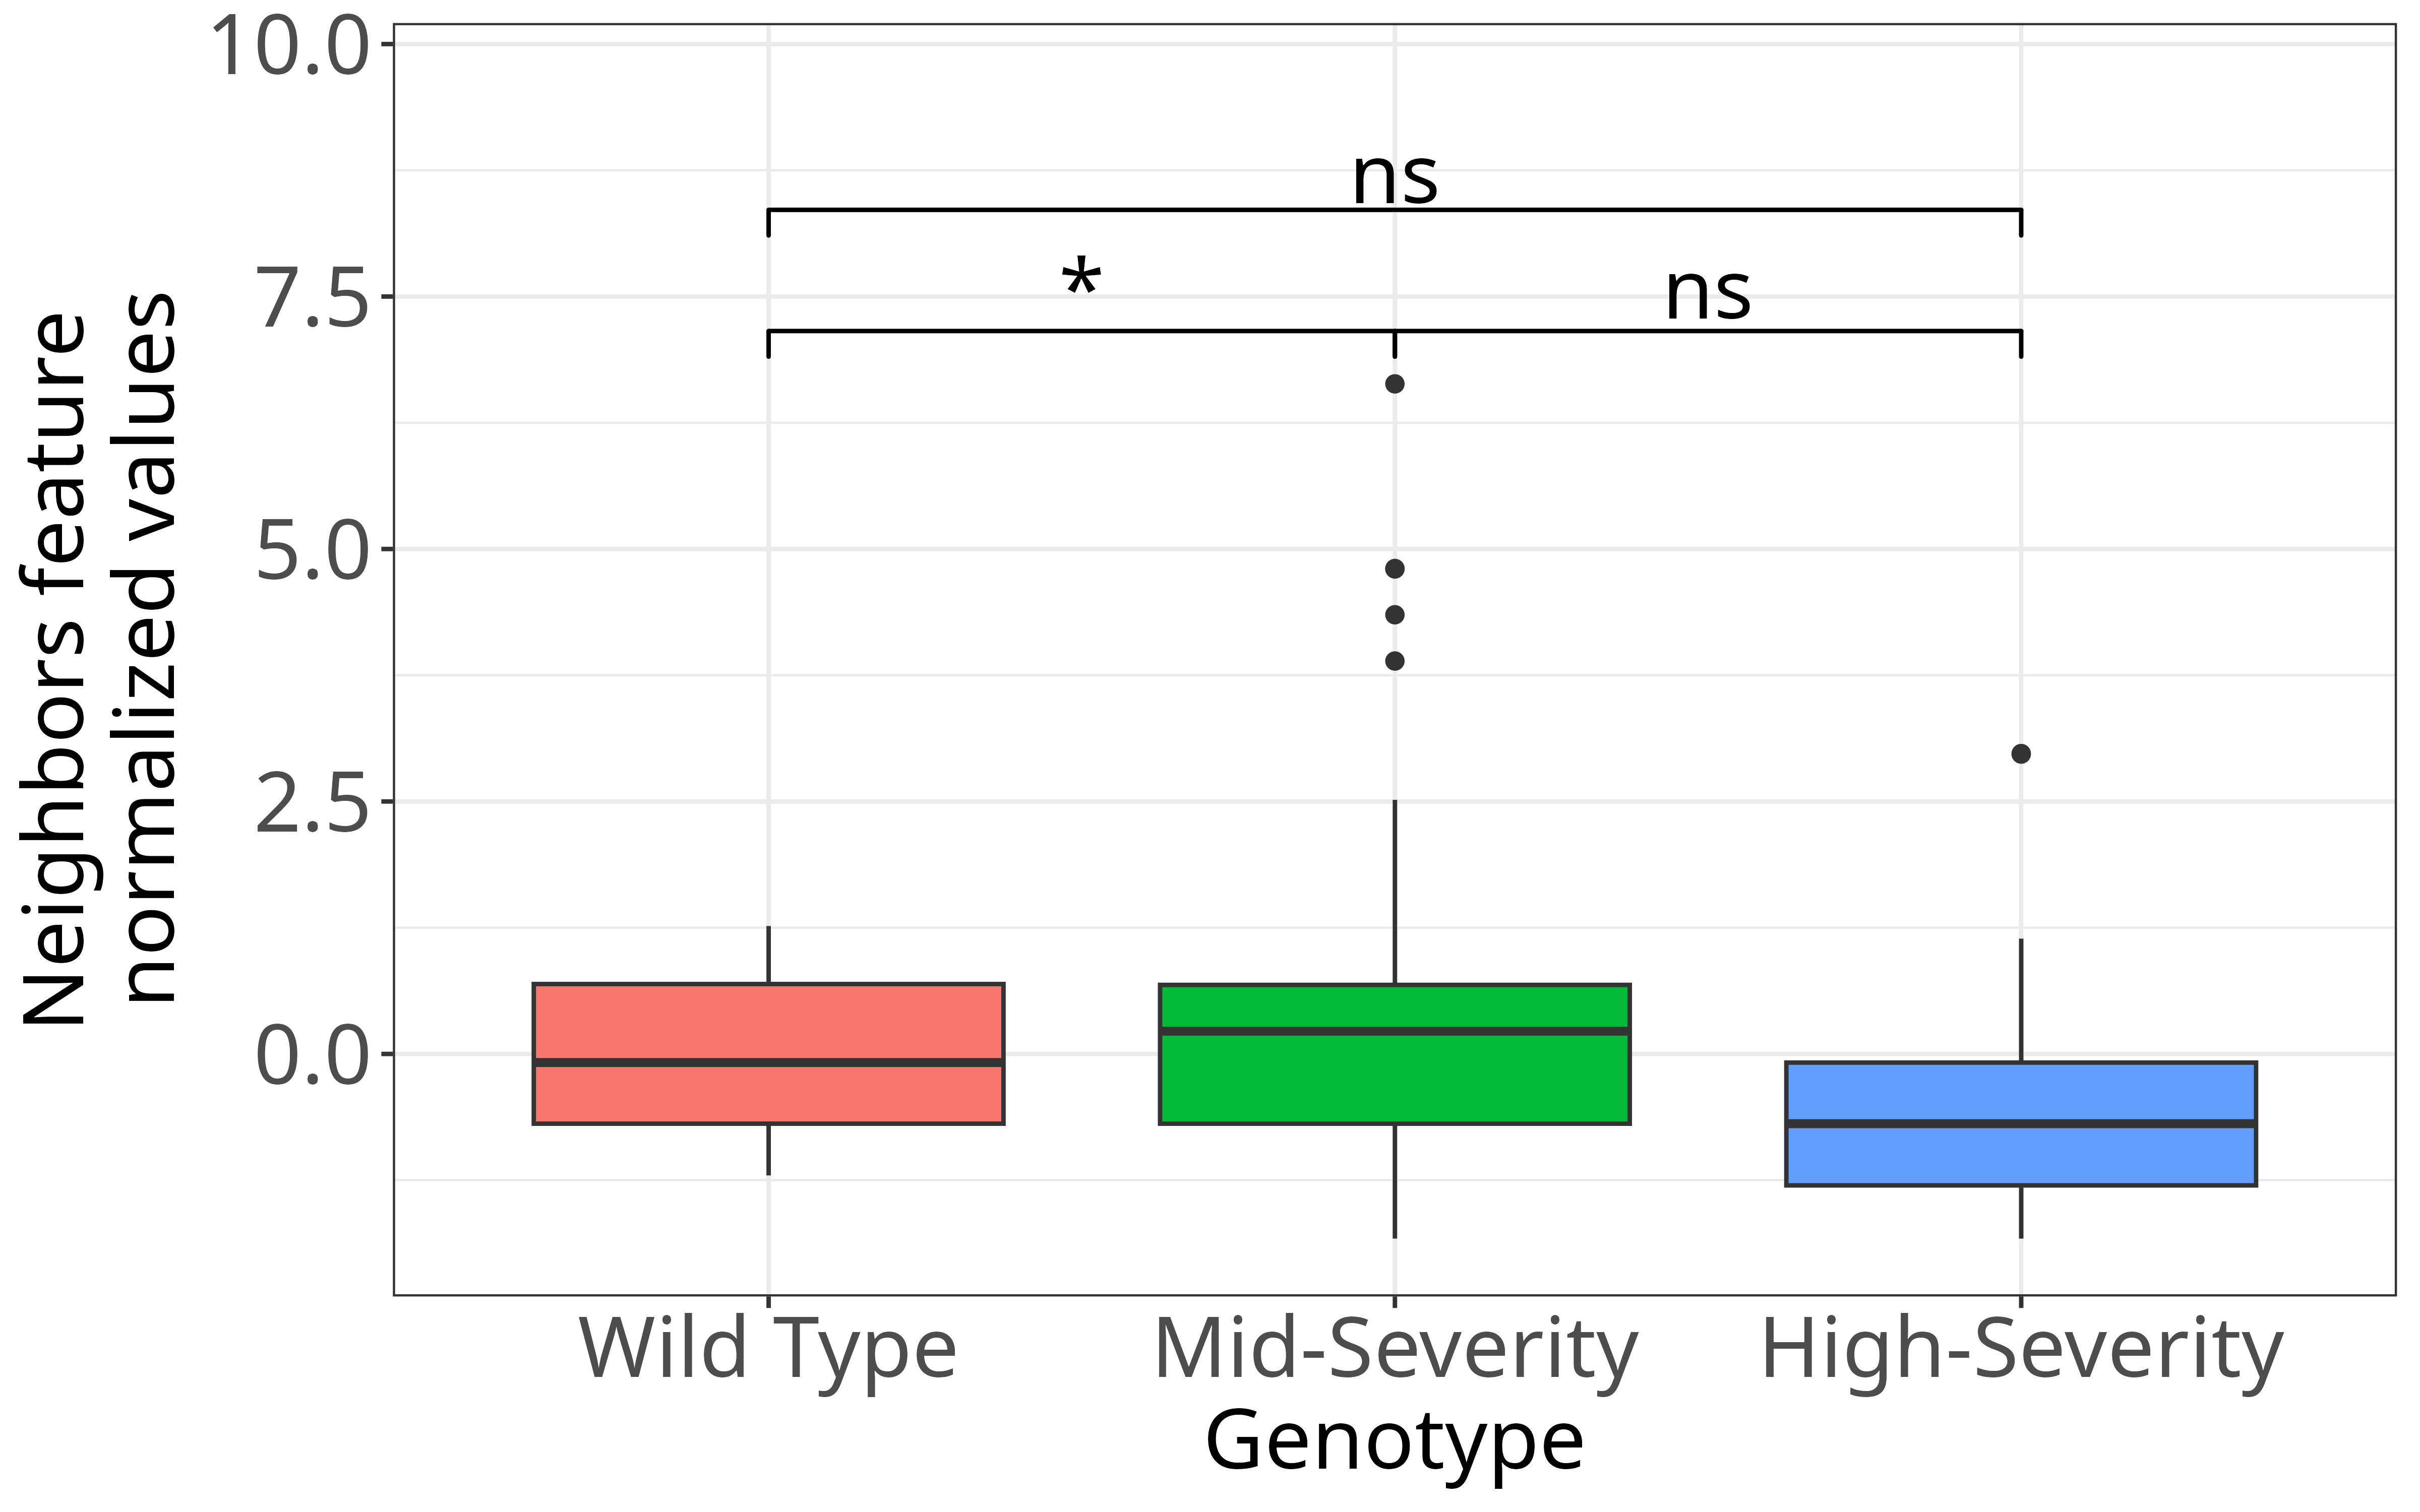 10.0
7.5
5.0
2.5
0.0
Neighbors feature
normalized values
ns
*
ns
Wild Type
Mid-Severity
High-Severity
Genotype